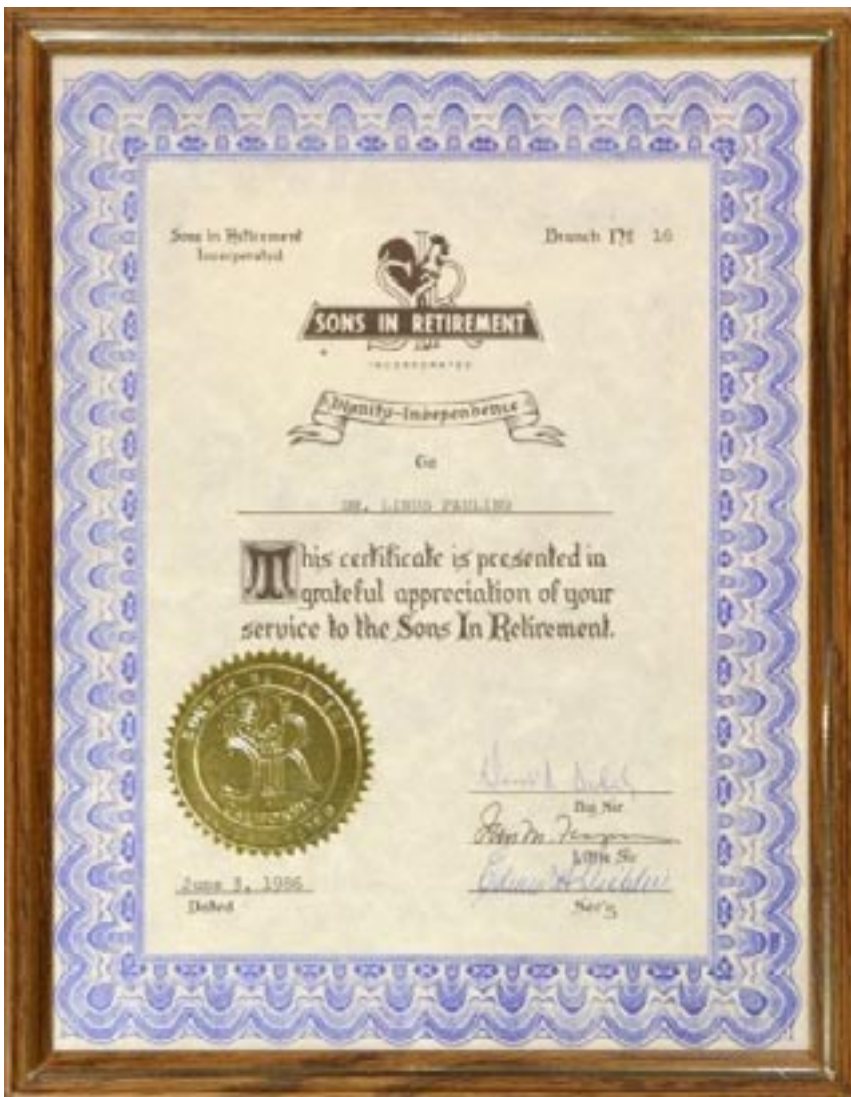 Sons in Retirement
Incorporated
Branch No 16
SIR
SONS IN RETIREMENT
INCORPORATED
Dignity-Independence
To
DR. LINUS PAULING
This certificate is presented in
grateful appreciation of your
service to the Sons In Retirement.
CALIFORNIA
Big Sir
Little Sir
June 1986
Dated
Sec'y